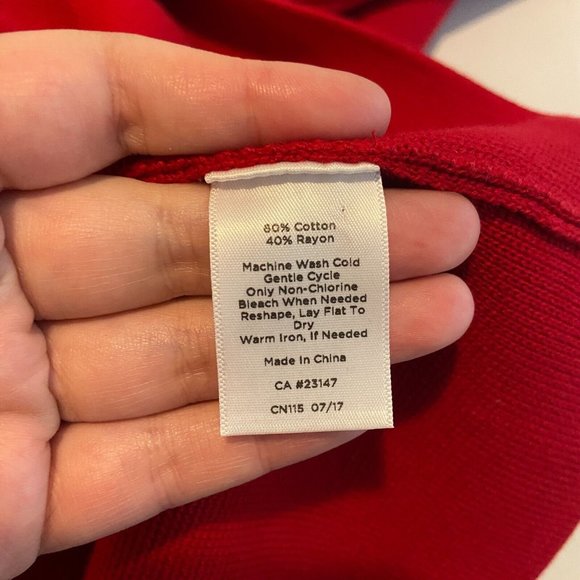 60% Cotton
40% Rayon
Machine Wash Cold
Gentle Cycle
Only Non-Chlorine
Bleach When Needed
Reshape, Lay Flat To
Dry
Warm Iron, If Needed
Made In China
CA #23147
CN115 07/17